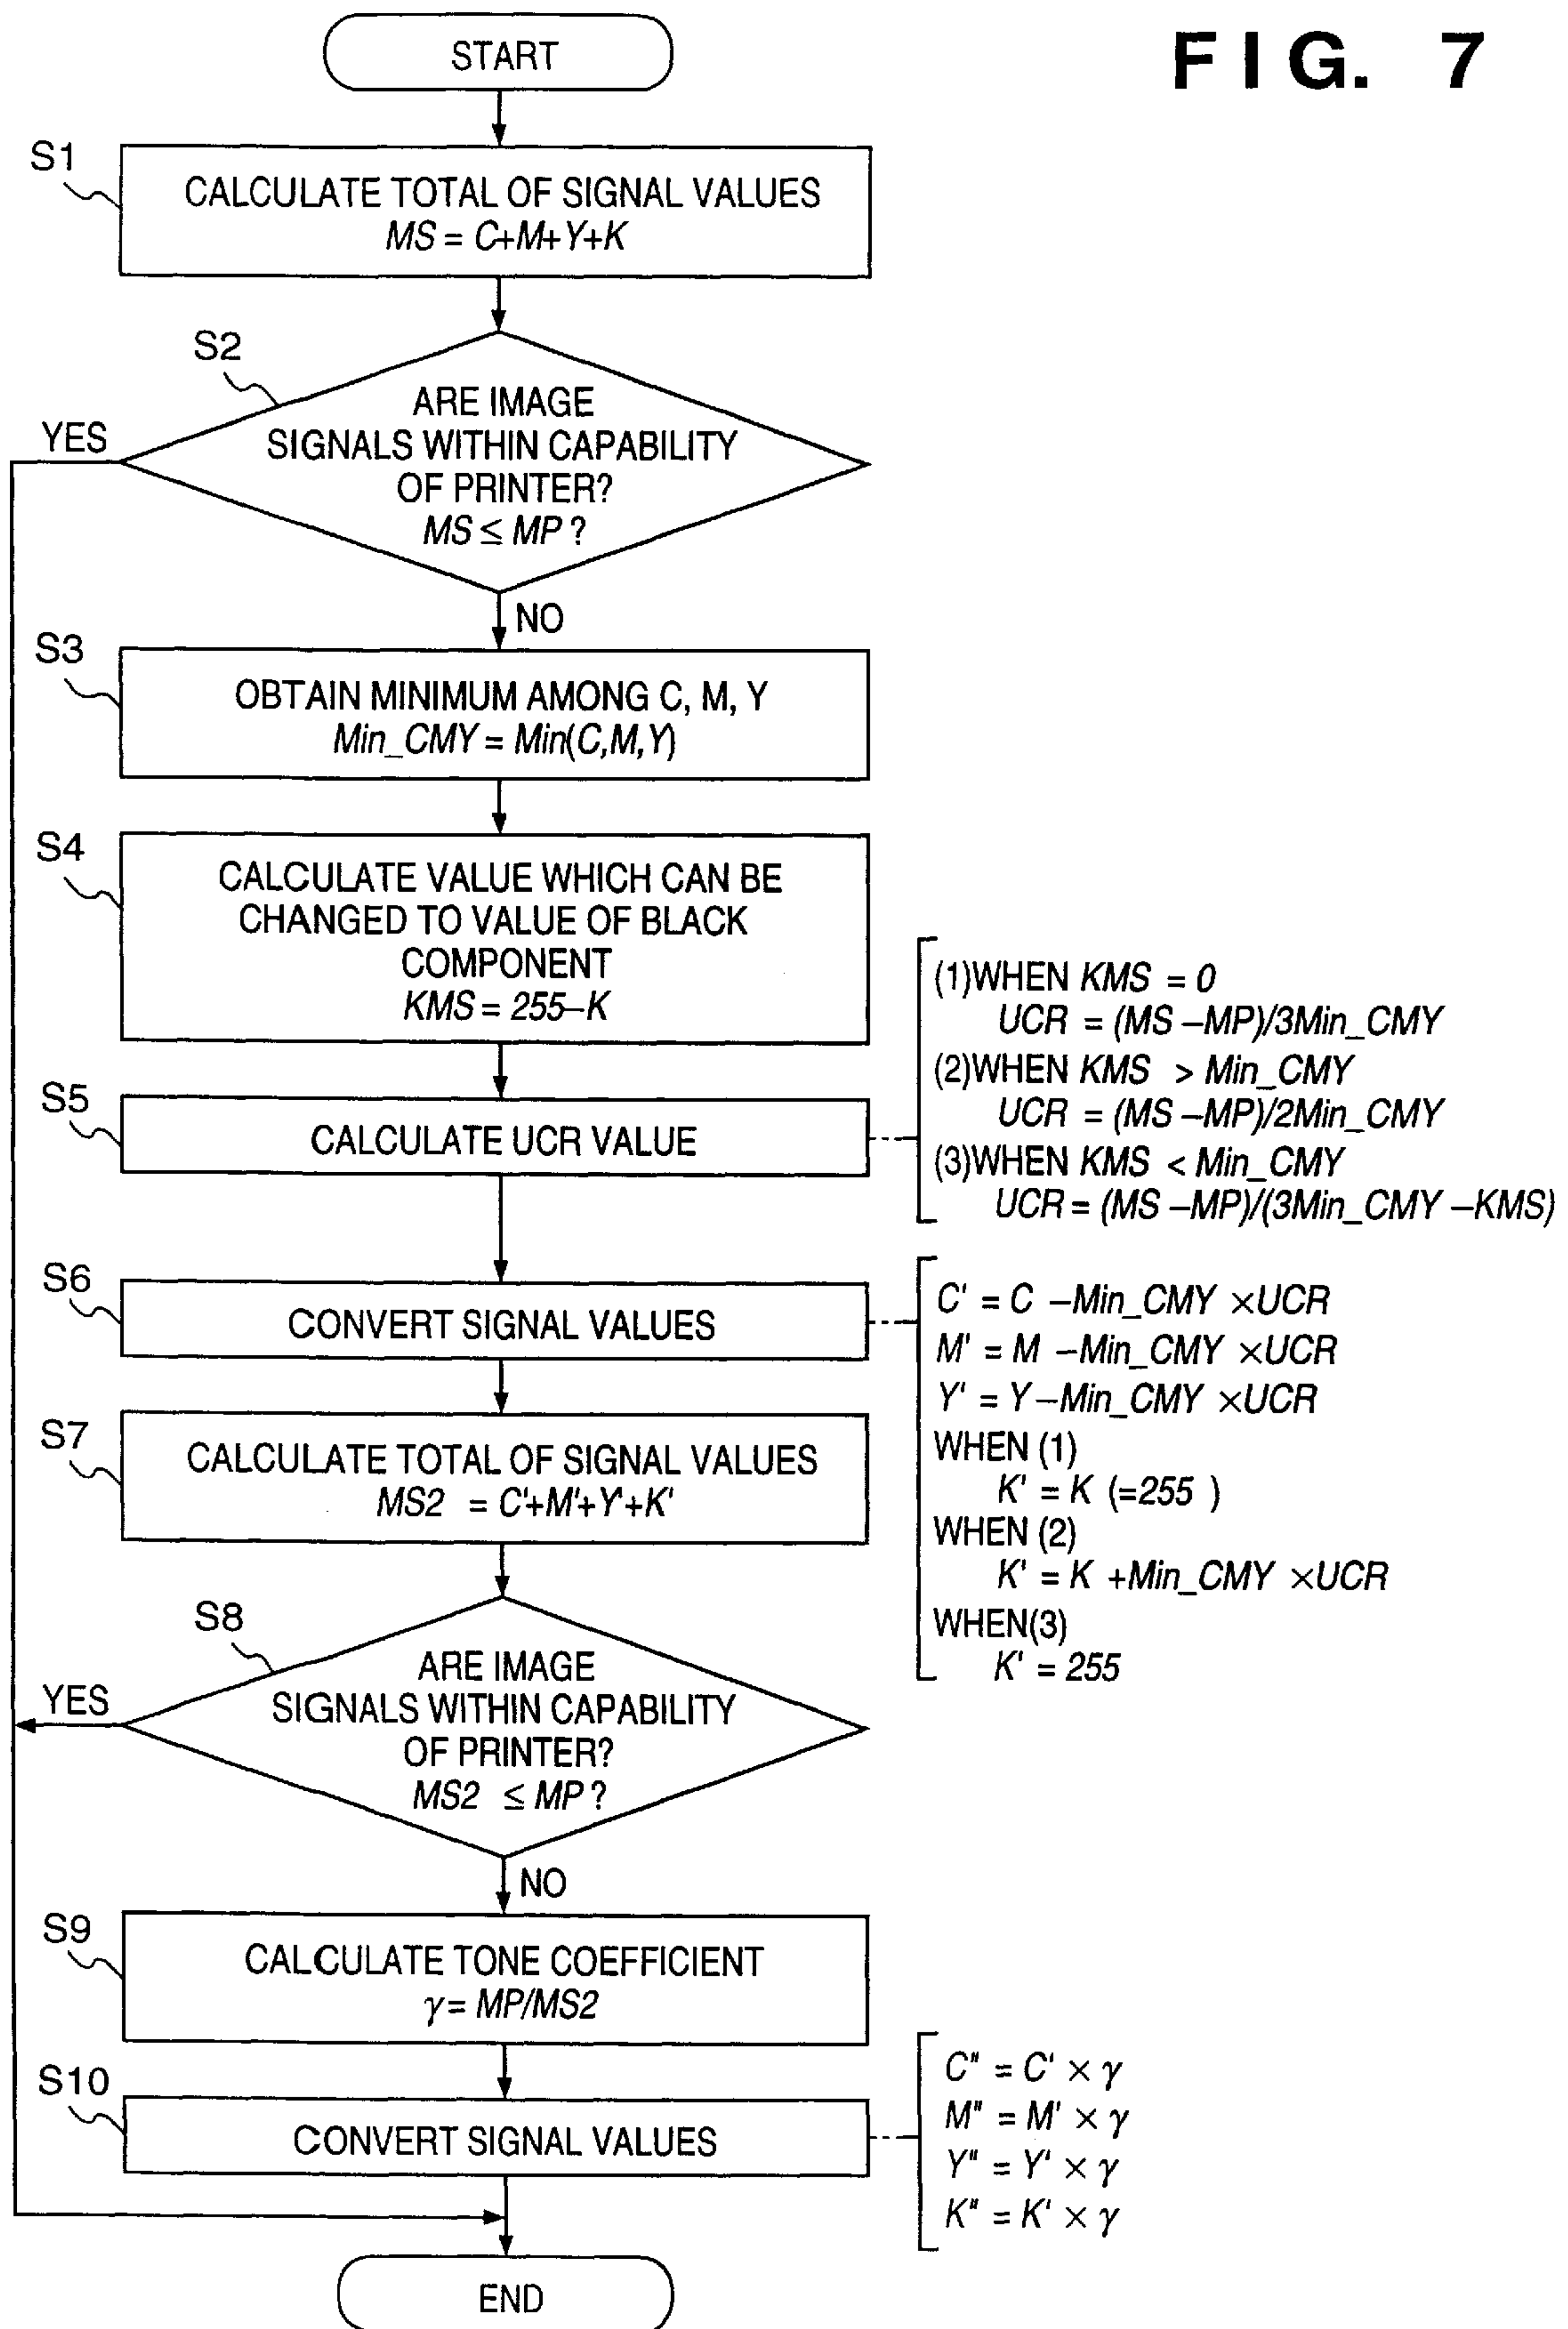 FIG. 7
START
S1
CALCULATE TOTAL OF SIGNAL VALUES
MS = C+M+Y+K
S2
ARE IMAGE
SIGNALS WITHIN CAPABILITY
OF PRINTER?
MS ≤ MP ?
YES
NO
S3
OBTAIN MINIMUM AMONG C, M, Y
Min_CMY = Min(C,M,Y)
S4
CALCULATE VALUE WHICH CAN BE
CHANGED TO VALUE OF BLACK
COMPONENT
KMS = 255–K
S5
CALCULATE UCR VALUE
(1)WHEN KMS = 0
UCR = (MS –MP)/3Min_CMY
(2)WHEN KMS > Min_CMY
UCR = (MS –MP)/2Min_CMY
(3)WHEN KMS < Min_CMY
UCR = (MS –MP)/(3Min_CMY –KMS)
S6
CONVERT SIGNAL VALUES
C' = C –Min_CMY ×UCR
M' = M –Min_CMY ×UCR
Y' = Y–Min_CMY ×UCR
WHEN (1)
K' = K (=255 )
WHEN (2)
K' = K +Min_CMY ×UCR
WHEN(3)
K' = 255
S7
CALCULATE TOTAL OF SIGNAL VALUES
MS2 = C'+M'+Y'+K'
S8
ARE IMAGE
SIGNALS WITHIN CAPABILITY
OF PRINTER?
MS2 ≤ MP ?
YES
NO
S9
CALCULATE TONE COEFFICIENT
γ = MP/MS2
S10
CONVERT SIGNAL VALUES
C" = C' × γ
M" = M' × γ
Y" = Y' × γ
K" = K' × γ
END